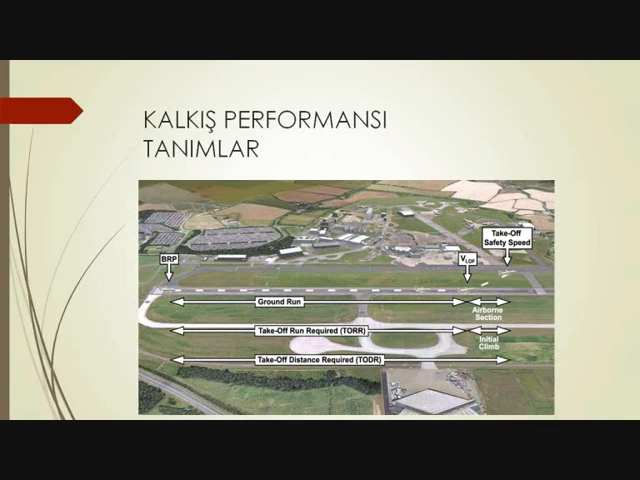 KALKIŞ PERFORMANSI
TANIMLAR
Take-Off
Safety Speed
BRP
VLOF
Ground Run
Airborne
Section
Take-Off Run Required (TORR)
Initial
Climb
Take-Off Distance Required (TODR)